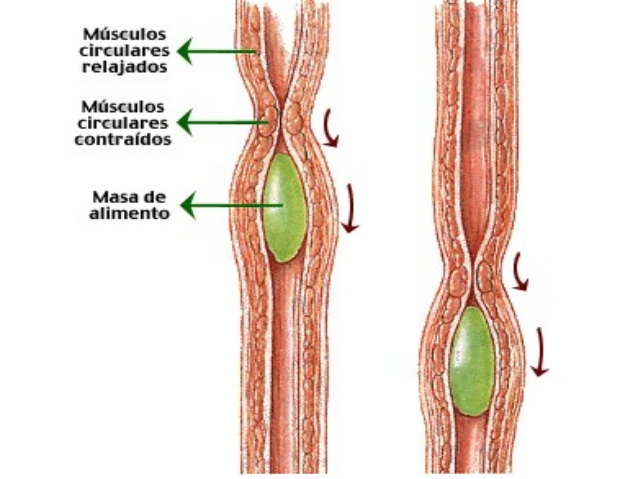 Músculos
circulares
relajados
Músculos
circulares
contraídos
Masa de
alimento